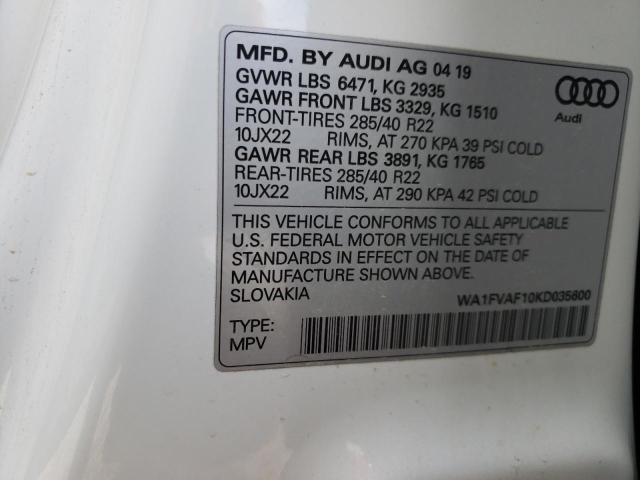 MFD. BY AUDI AG 04 19
GVWR LBS 6471, KG 2935
GAWR FRONT LBS 3329, KG 1510
FRONT-TIRES 285/40 R22
10JX22 RIMS, AT 270 KPA 39 PSI COLD
GAWR REAR LBS 3891, KG 1765
REAR-TIRES 285/40 R22
10JX22 RIMS, AT 290 KPA 42 PSI COLD
Audi
THIS VEHICLE CONFORMS TO ALL APPLICABLE
U.S. FEDERAL MOTOR VEHICLE SAFETY
STANDARDS IN EFFECT ON THE DATE OF
MANUFACTURE SHOWN ABOVE.
SLOVAKIA
WA1FVAF10KD035600
TYPE:
MPV